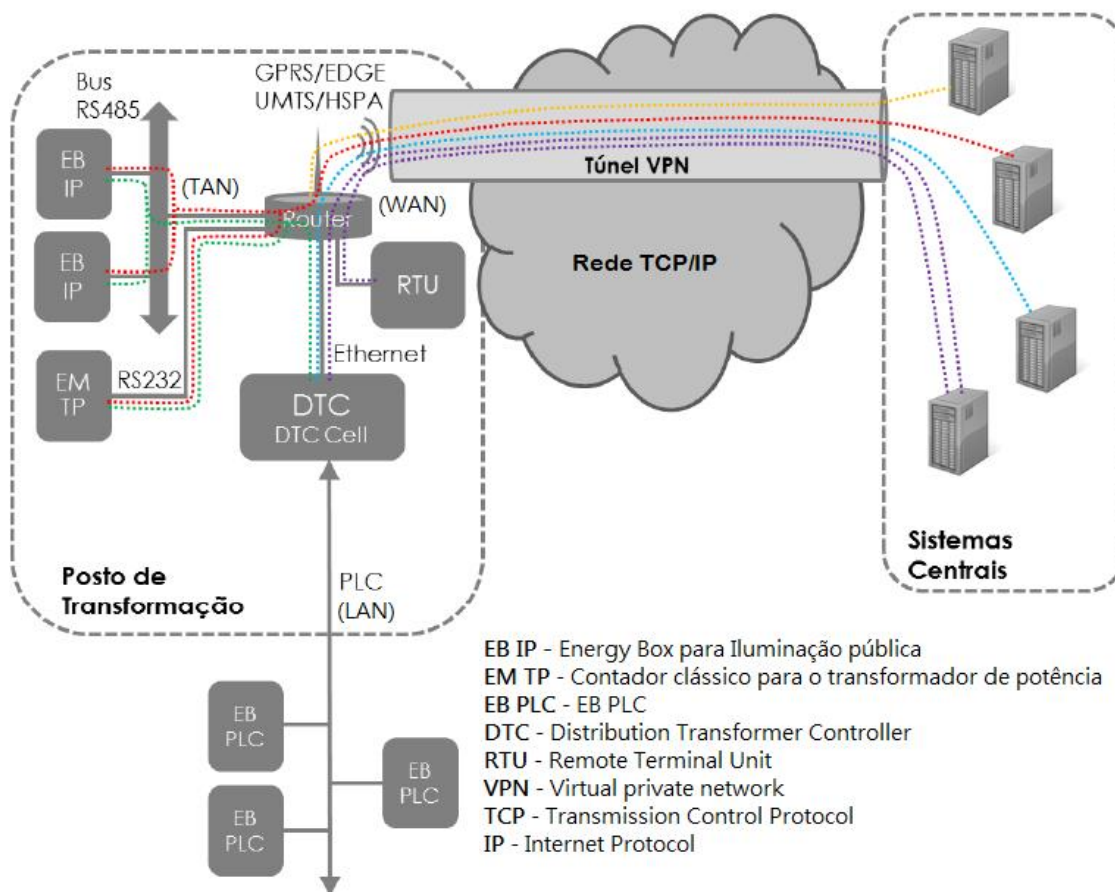 GPRS/EDGE
UMTS/HSPA
Bus
RS485
EB
IP
(TAN)
Router
(WAN)
Túnel VPN
EB
IP
RTU
Rede TCP/IP
Ethernet
EM
TP
RS232
DTC
DTC Cell
Posto de
Transformação
PLC
(LAN)
Sistemas
Centrais
EB
PLC
EB
PLC
EB
PLC
EB IP - Energy Box para Iluminação pública
EM TP - Contador clássico para o transformador de potência
EB PLC - EB PLC
DTC - Distribution Transformer Controller
RTU - Remote Terminal Unit
VPN - Virtual private network
TCP - Transmission Control Protocol
IP - Internet Protocol